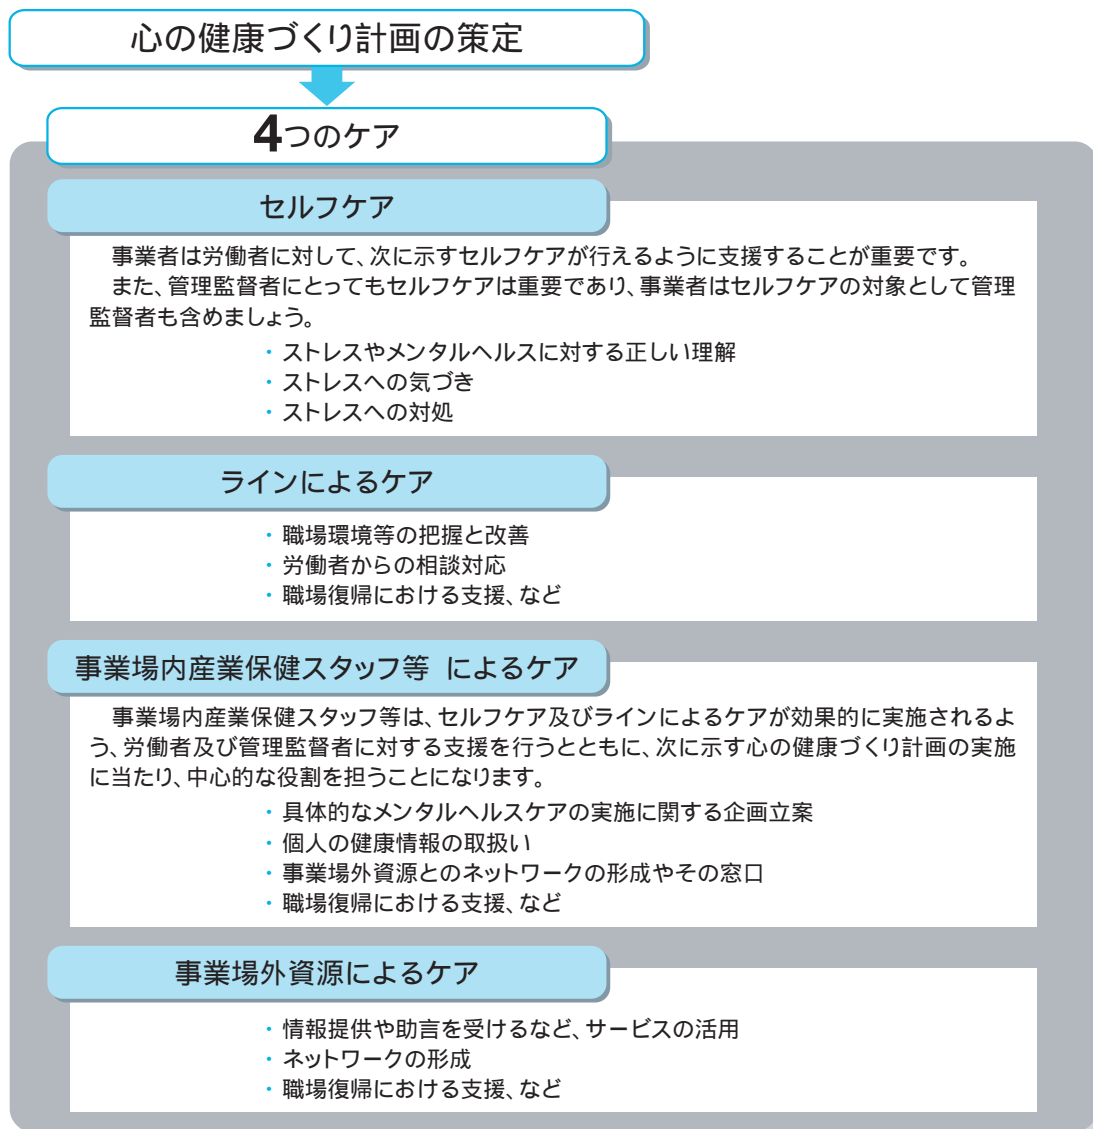 心の健康づくり計画の策定
4つのケア
セルフケア
事業者は労働者に対して、次に示すセルフケアが行えるように支援することが重要です。
また、管理監督者にとってもセルフケアは重要であり、事業者はセルフケアの対象として管理
監督者も含めましょう。
・ストレスやメンタルヘルスに対する正しい理解
・ストレスへの気づき
・ストレスへの対処
ラインによるケア
・職場環境等の把握と改善
・労働者からの相談対応
・職場復帰における支援、など
事業場内産業保健スタッフ等 によるケア
事業場内産業保健スタッフ等は、セルフケア及びラインによるケアが効果的に実施されるよ
う、労働者及び管理監督者に対する支援を行うとともに、次に示す心の健康づくり計画の実施
に当たり、中心的な役割を担うことになります。
・具体的なメンタルヘルスケアの実施に関する企画立案
・個人の健康情報の取扱い
・事業場外資源とのネットワークの形成やその窓口
・職場復帰における支援、など
事業場外資源によるケア
・情報提供や助言を受けるなど、サービスの活用
・ネットワークの形成
・職場復帰における支援、など